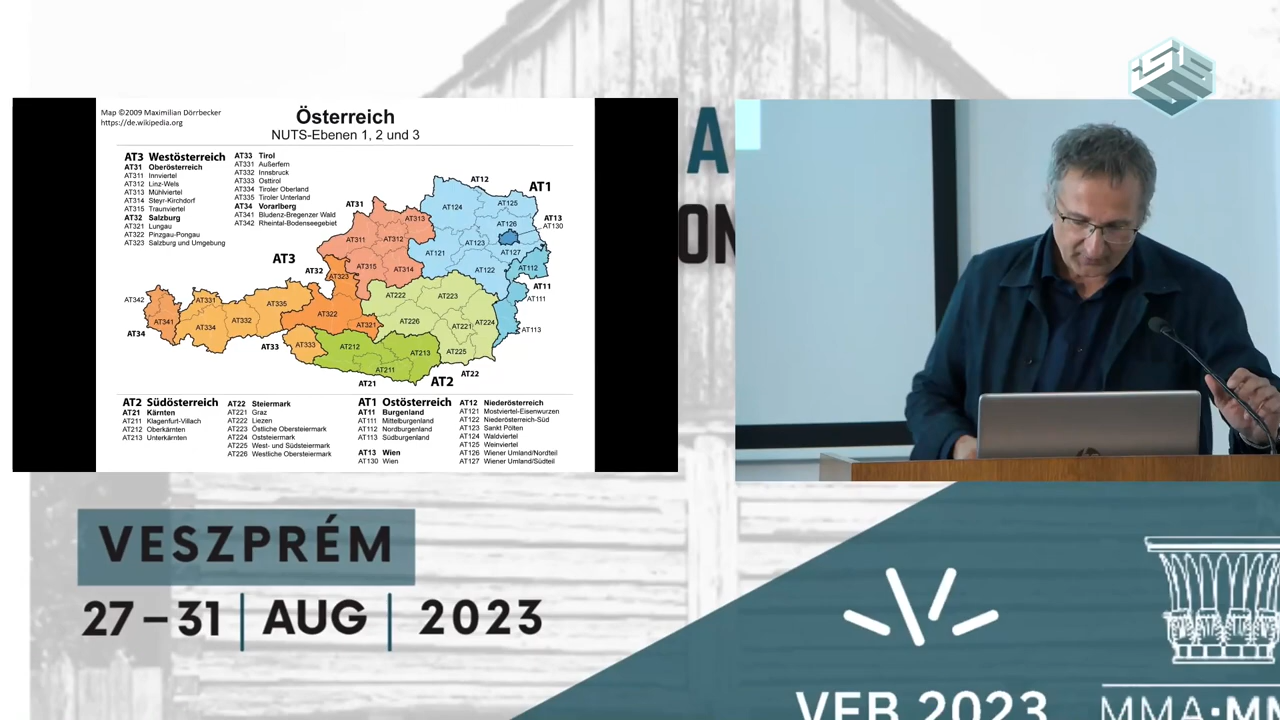 Map ©2009 Maximilian Dörrbecker
https://de.wikipedia.org
Österreich
NUTS-Ebenen 1, 2 und 3
AT3 Westösterreich
AT31 Oberösterreich
AT311 Innviertel
AT312 Linz-Wels
AT313 Mühlviertel
AT314 Steyr-Kirchdorf
AT315 Traunviertel
AT32 Salzburg
AT321 Lungau
AT322 Pinzgau-Pongau
AT323 Salzburg und Umgebung
AT33 Tirol
AT331 Außerfern
AT332 Innsbruck
AT333 Osttirol
AT334 Tiroler Oberland
AT335 Tiroler Unterland
AT34 Vorarlberg
AT341 Bludenz-Bregenzer Wald
AT342 Rheintal-Bodenseegebiet
AT12
AT1
AT124
AT125
AT31
AT313
AT13
AT130
AT126
AT311
AT312
AT123
AT121
AT127
AT3
AT32
AT323
AT315
AT314
AT122
AT112
AT11
AT342
AT331
AT335
AT222
AT223
AT111
AT341
AT334
AT332
AT322
AT321
AT226
AT221
AT224
AT113
AT34
AT33
AT333
AT212
AT213
AT225
AT211
AT21
AT2
AT22
AT2 Südösterreich
AT21 Kärnten
AT211 Klagenfurt-Villach
AT212 Oberkärnten
AT213 Unterkärnten
AT22 Steiermark
AT221 Graz
AT222 Liezen
AT223 Östliche Obersteiermark
AT224 Oststeiermark
AT225 West- und Südsteiermark
AT226 Westliche Obersteiermark
AT1 Ostösterreich
AT11 Burgenland
AT111 Mittelburgenland
AT112 Nordburgenland
AT113 Südburgenland
AT13 Wien
AT130 Wien
AT12 Niederösterreich
AT121 Mostviertel-Eisenwurzen
AT122 Niederösterreich-Süd
AT123 Sankt Pölten
AT124 Waldviertel
AT125 Weinviertel
AT126 Wiener Umland/Nordteil
AT127 Wiener Umland/Südteil
A
ON
VESZPRÉM
27–31 | AUG | 2023
VEB 2023
MMA:MM